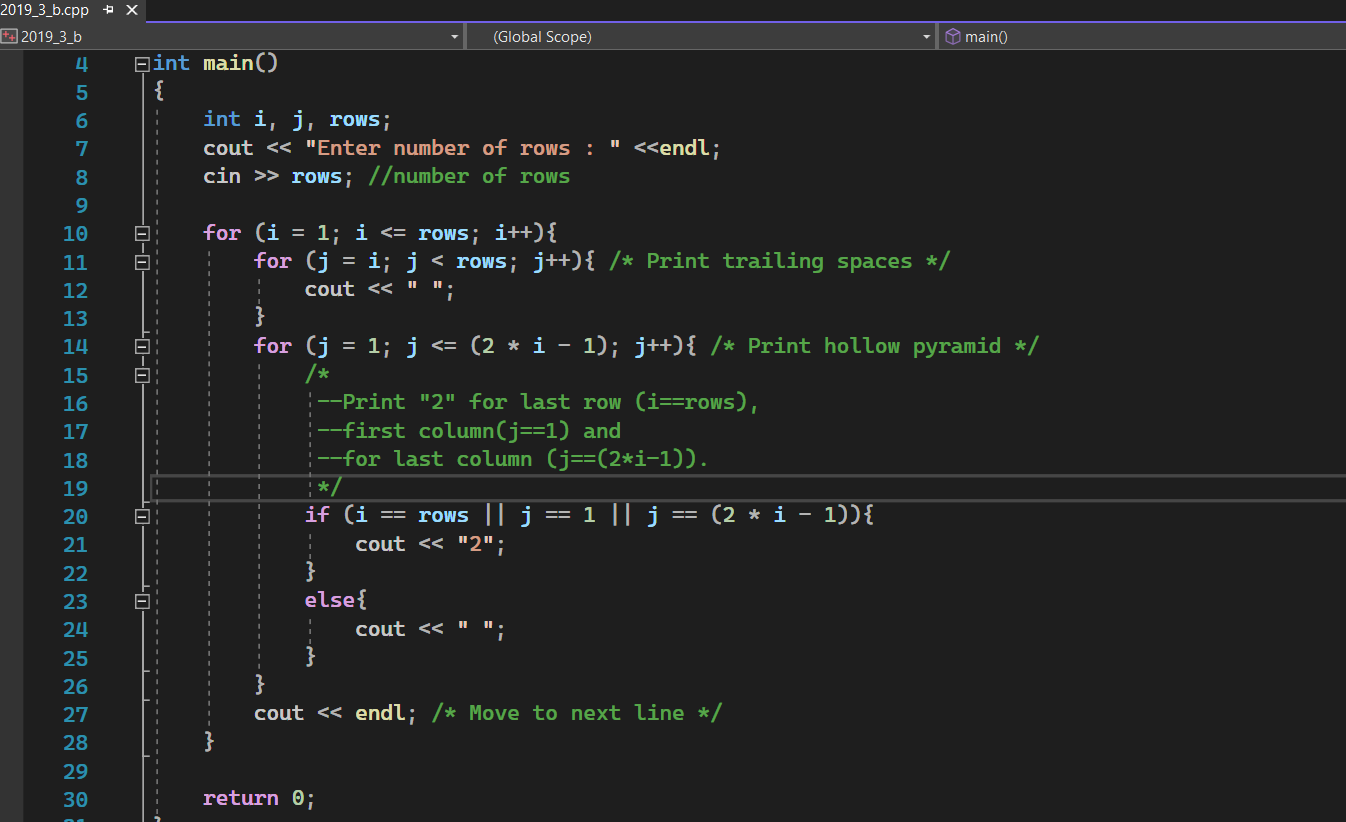 2019_3_b.cpp
2019_3_b (Global Scope) main()
4 int main()
5 {
6 int i, j, rows;
7 cout << "Enter number of rows : " <<endl;
8 cin >> rows; //number of rows
9
10 for (i = 1; i <= rows; i++){
11 for (j = i; j < rows; j++){ /* Print trailing spaces */
12 cout << " ";
13 }
14 for (j = 1; j <= (2 * i - 1); j++){ /* Print hollow pyramid */
15 /*
16 --Print "2" for last row (i==rows),
17 --first column(j==1) and
18 --for last column (j==(2*i-1)).
19 */
20 if (i == rows || j == 1 || j == (2 * i - 1)){
21 cout << "2";
22 }
23 else{
24 cout << " ";
25 }
26 }
27 cout << endl; /* Move to next line */
28 }
29
30 return 0;